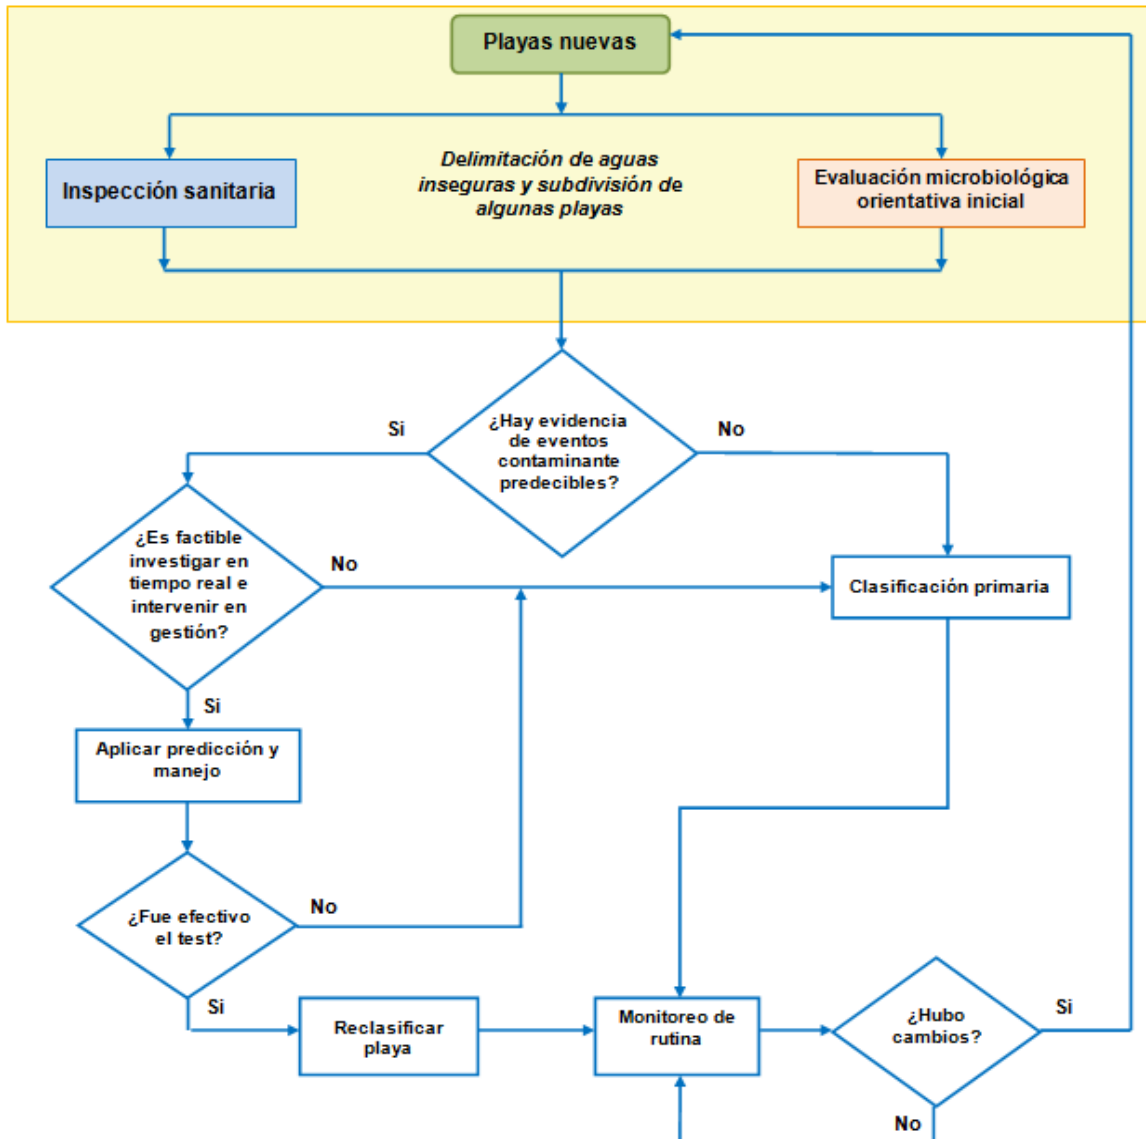 Playas nuevas
Inspección sanitaria
Delimitación de aguas
inseguras y subdivisión de
algunas playas
Evaluación microbiológica
orientativa inicial
Si
¿Hay evidencia
de eventos
contaminante
predecibles?
No
¿Es factible
investigar en
tiempo real e
intervenir en
gestión?
No
Clasificación primaria
Si
Aplicar predicción y
manejo
¿Fue efectivo
el test?
No
Si
Reclasificar
playa
Monitoreo de
rutina
¿Hubo
cambios?
Si
No